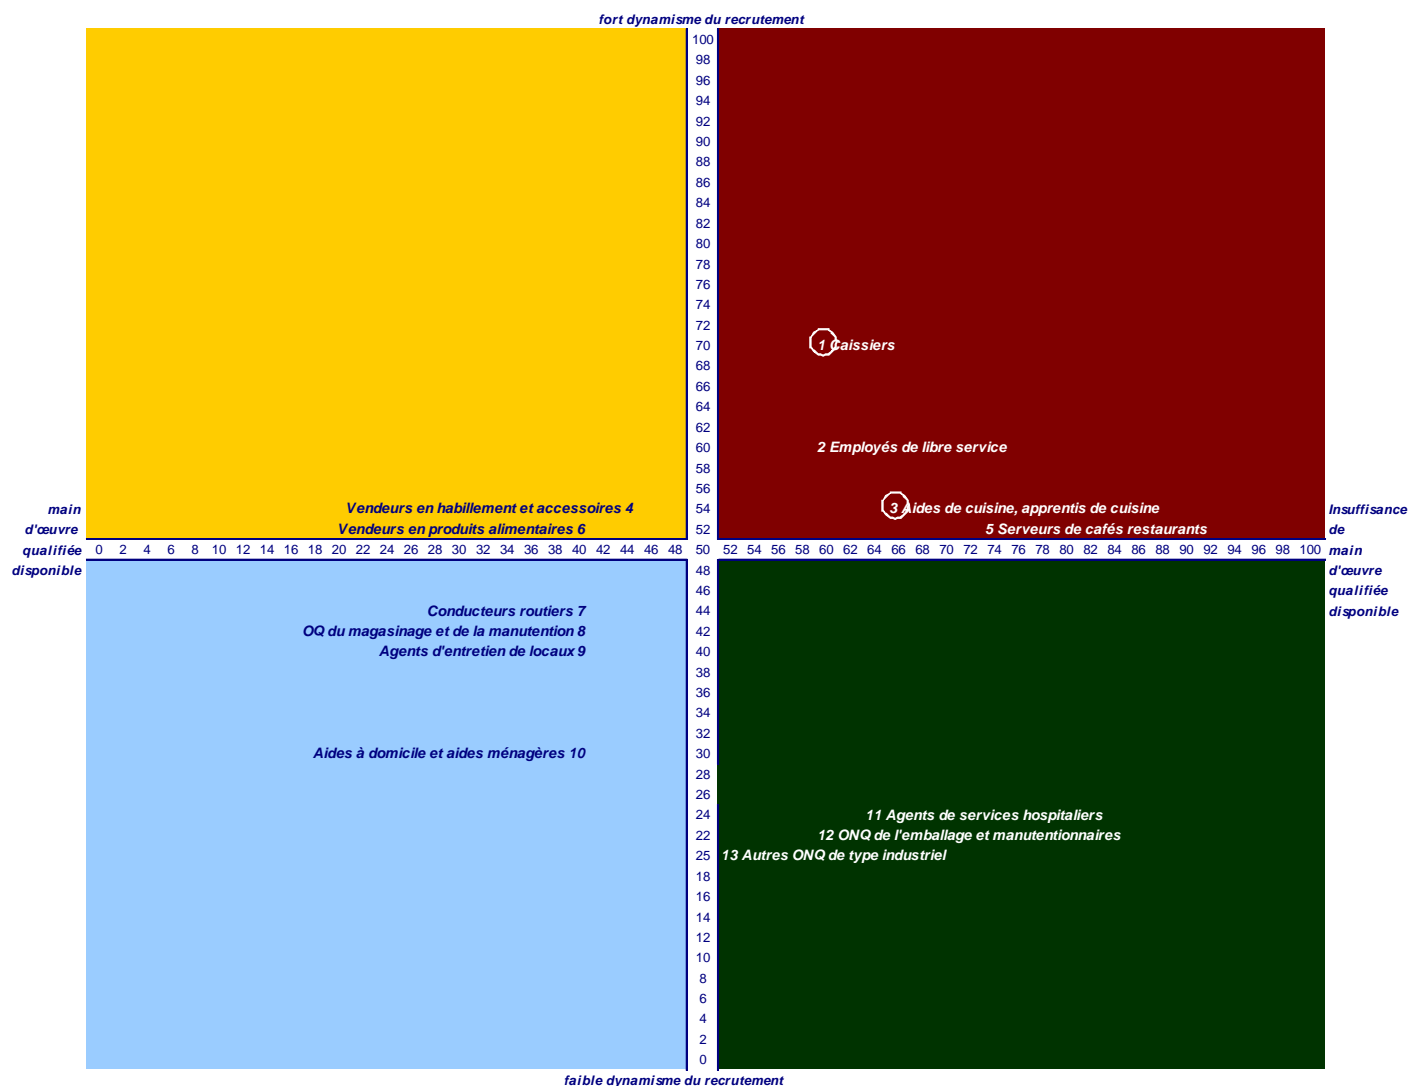 fort dynamisme du recrutement
100
98
96
94
92
90
88
86
84
82
80
78
76
74
72
70 1 Caissiers
68
66
64
62
60 2 Employés de libre service
58
56
main Vendeurs en habillement et accessoires 4 54 3 Aides de cuisine, apprentis de cuisine Insuffisance
d'œuvre Vendeurs en produits alimentaires 6 52 5 Serveurs de cafés restaurants de
qualifiée 0 2 4 6 8 10 12 14 16 18 20 22 24 26 28 30 32 34 36 38 40 42 44 46 48 50 52 54 56 58 60 62 64 66 68 70 72 74 76 78 80 82 84 86 88 90 92 94 96 98 100 main
disponible 48 d'œuvre
46 qualifiée
Conducteurs routiers 7 44 disponible
OQ du magasinage et de la manutention 8 42
Agents d'entretien de locaux 9 40
38
36
34
32
Aides à domicile et aides ménagères 10 30
28
26
24 11 Agents de services hospitaliers
22 12 ONQ de l'emballage et manutentionnaires
25 13 Autres ONQ de type industriel
18
16
14
12
10
8
6
4
2
0
faible dynamisme du recrutement